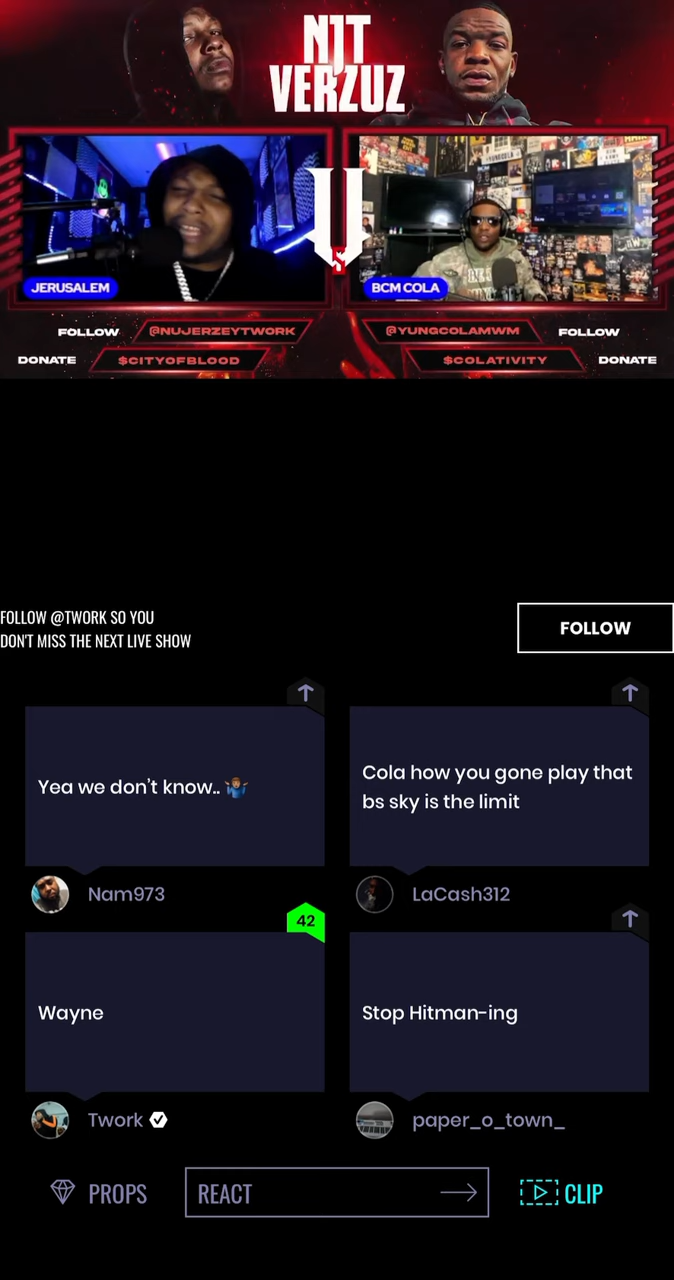 NJT
VERZUZ
VS
JERUSALEM
BCM COLA
FOLLOW @NUJERZEYTWORK
@YUNGCOLAMWM FOLLOW
DONATE $CITYOFBLOOD
$COLATIVITY DONATE
FOLLOW @TWORK SO YOU
DON'T MISS THE NEXT LIVE SHOW
FOLLOW
Yea we don't know.. 🤷🏾‍♂️
Nam973
Cola how you gone play that
bs sky is the limit
LaCash312
42
Wayne
Twork
Stop Hitman-ing
paper_o_town_
PROPS
REACT
CLIP